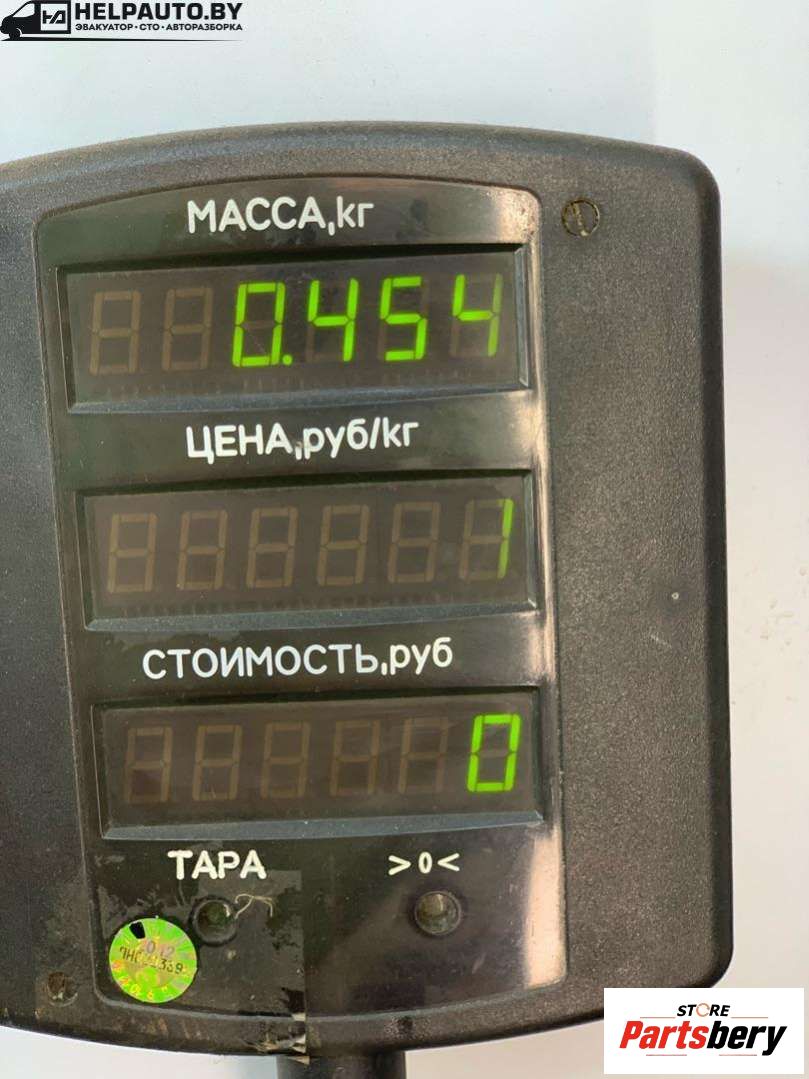 HELPAUTO.BY
ЭВАКУАТОР · СТО · АВТОРАЗБОРКА
МАССА,кг
0.454
ЦЕНА,руб/кг
1
СТОИМОСТЬ,руб
0
ТАРА >0<
STORE
Partsbery